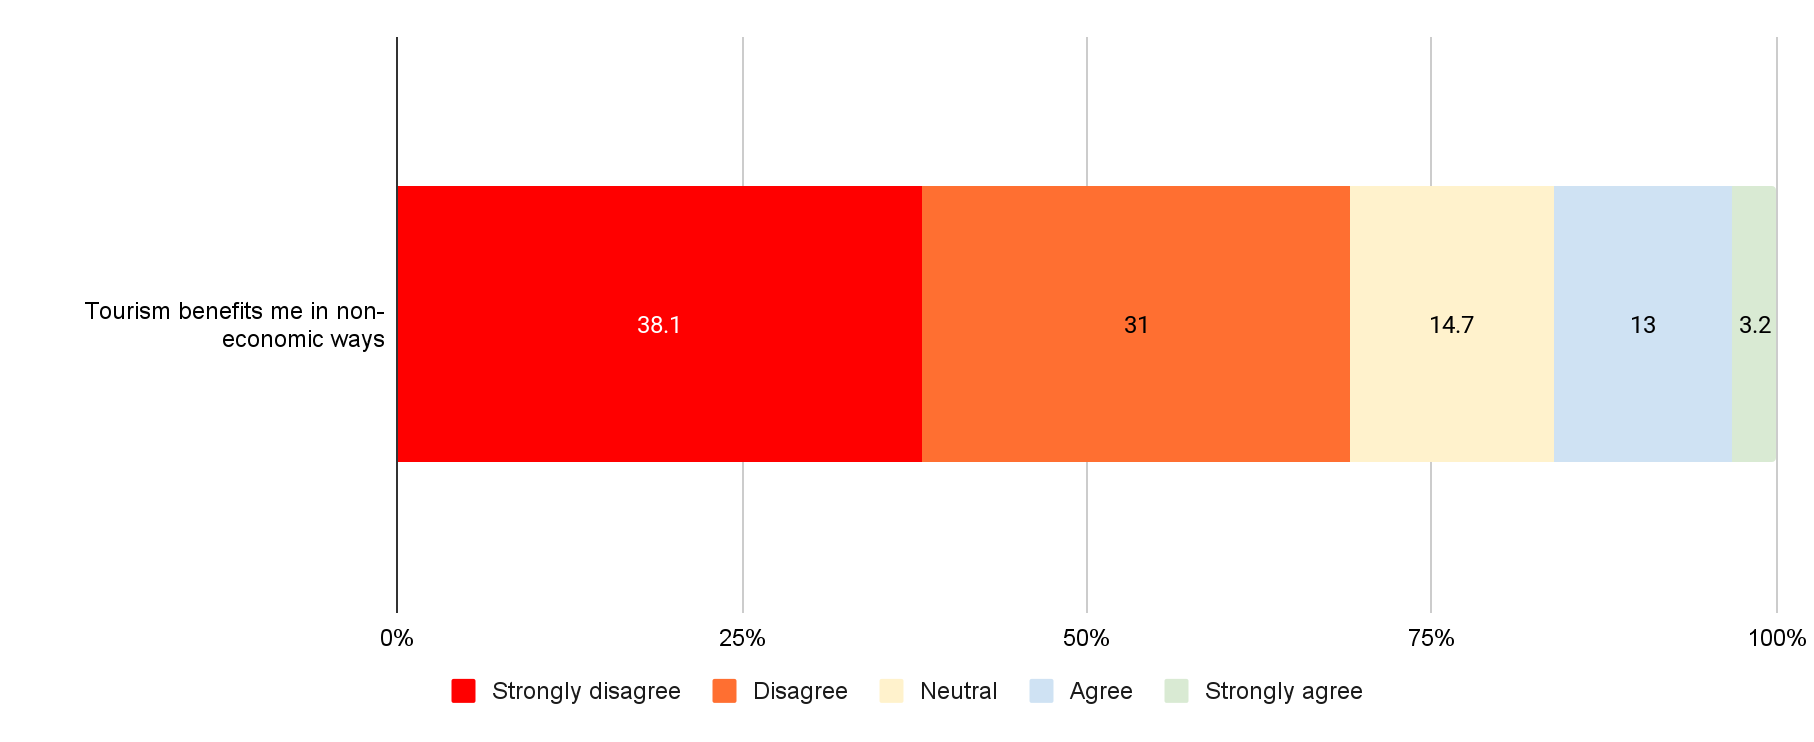 Tourism benefits me in non-
economic ways
38.1
31
14.7
13
3.2
0%
25%
50%
75%
100%
Strongly disagree
Disagree
Neutral
Agree
Strongly agree